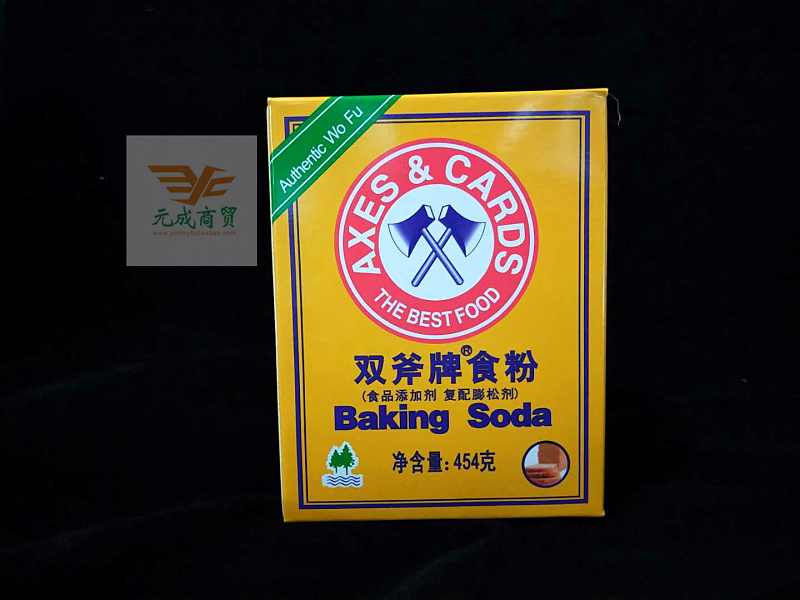 Authentic Wo Fu
AXES & CARDS
THE BEST FOOD
双斧牌®食粉
(食品添加剂 复配膨松剂)
Baking Soda
净含量:454克
元成商贸